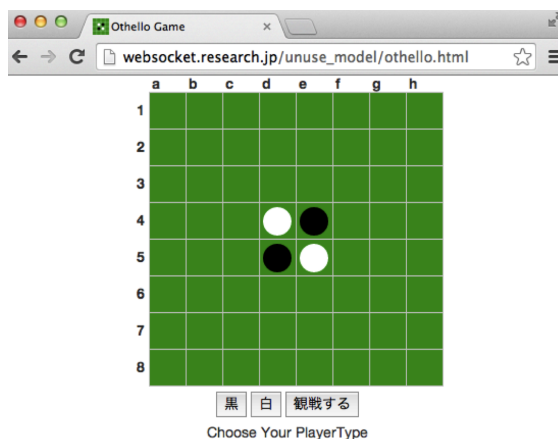 Othello Game
websocket.research.jp/unuse_model/othello.html
a b c d e f g h
1
2
3
4
5
6
7
8
黒 白 観戦する
Choose Your PlayerType